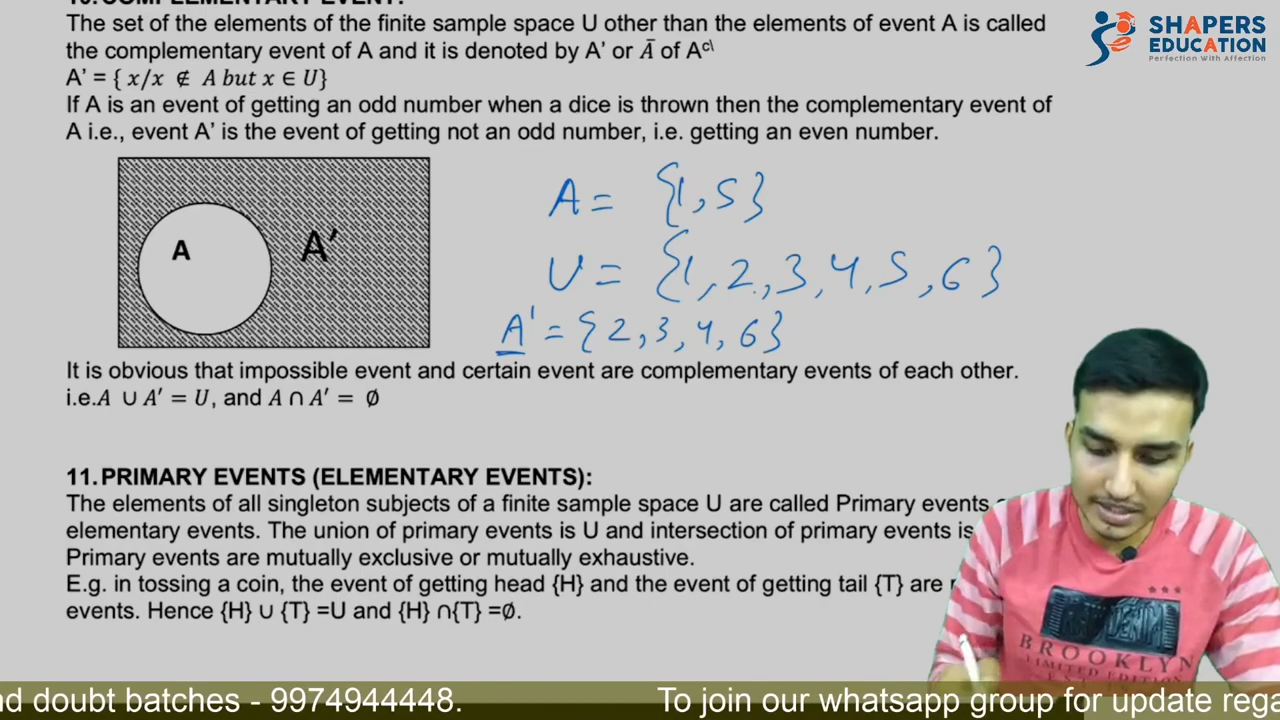 10. COMPLEMENTARY EVENT:
The set of the elements of the finite sample space U other than the elements of event A is called
the complementary event of A and it is denoted by A' or Ā of Aᶜ\
A' = { x/x ∉ A but x ∈ U}
If A is an event of getting an odd number when a dice is thrown then the complementary event of
A i.e., event A' is the event of getting not an odd number, i.e. getting an even number.
A
A'
A = {1, 5}
U = {1, 2, 3, 4, 5, 6}
A' = {2, 3, 4, 6}
It is obvious that impossible event and certain event are complementary events of each other.
i.e.A ∪ A′ = U, and A ∩ A′ = ∅
11. PRIMARY EVENTS (ELEMENTARY EVENTS):
The elements of all singleton subjects of a finite sample space U are called Primary events
elementary events. The union of primary events is U and intersection of primary events is
Primary events are mutually exclusive or mutually exhaustive.
E.g. in tossing a coin, the event of getting head {H} and the event of getting tail {T} are
events. Hence {H} ∪ {T} =U and {H} ∩{T} =∅.
SHAPERS
EDUCATION
Perfection With Affection
BROOKLYN
doubt batches - 9974944448.
To join our whatsapp group for update